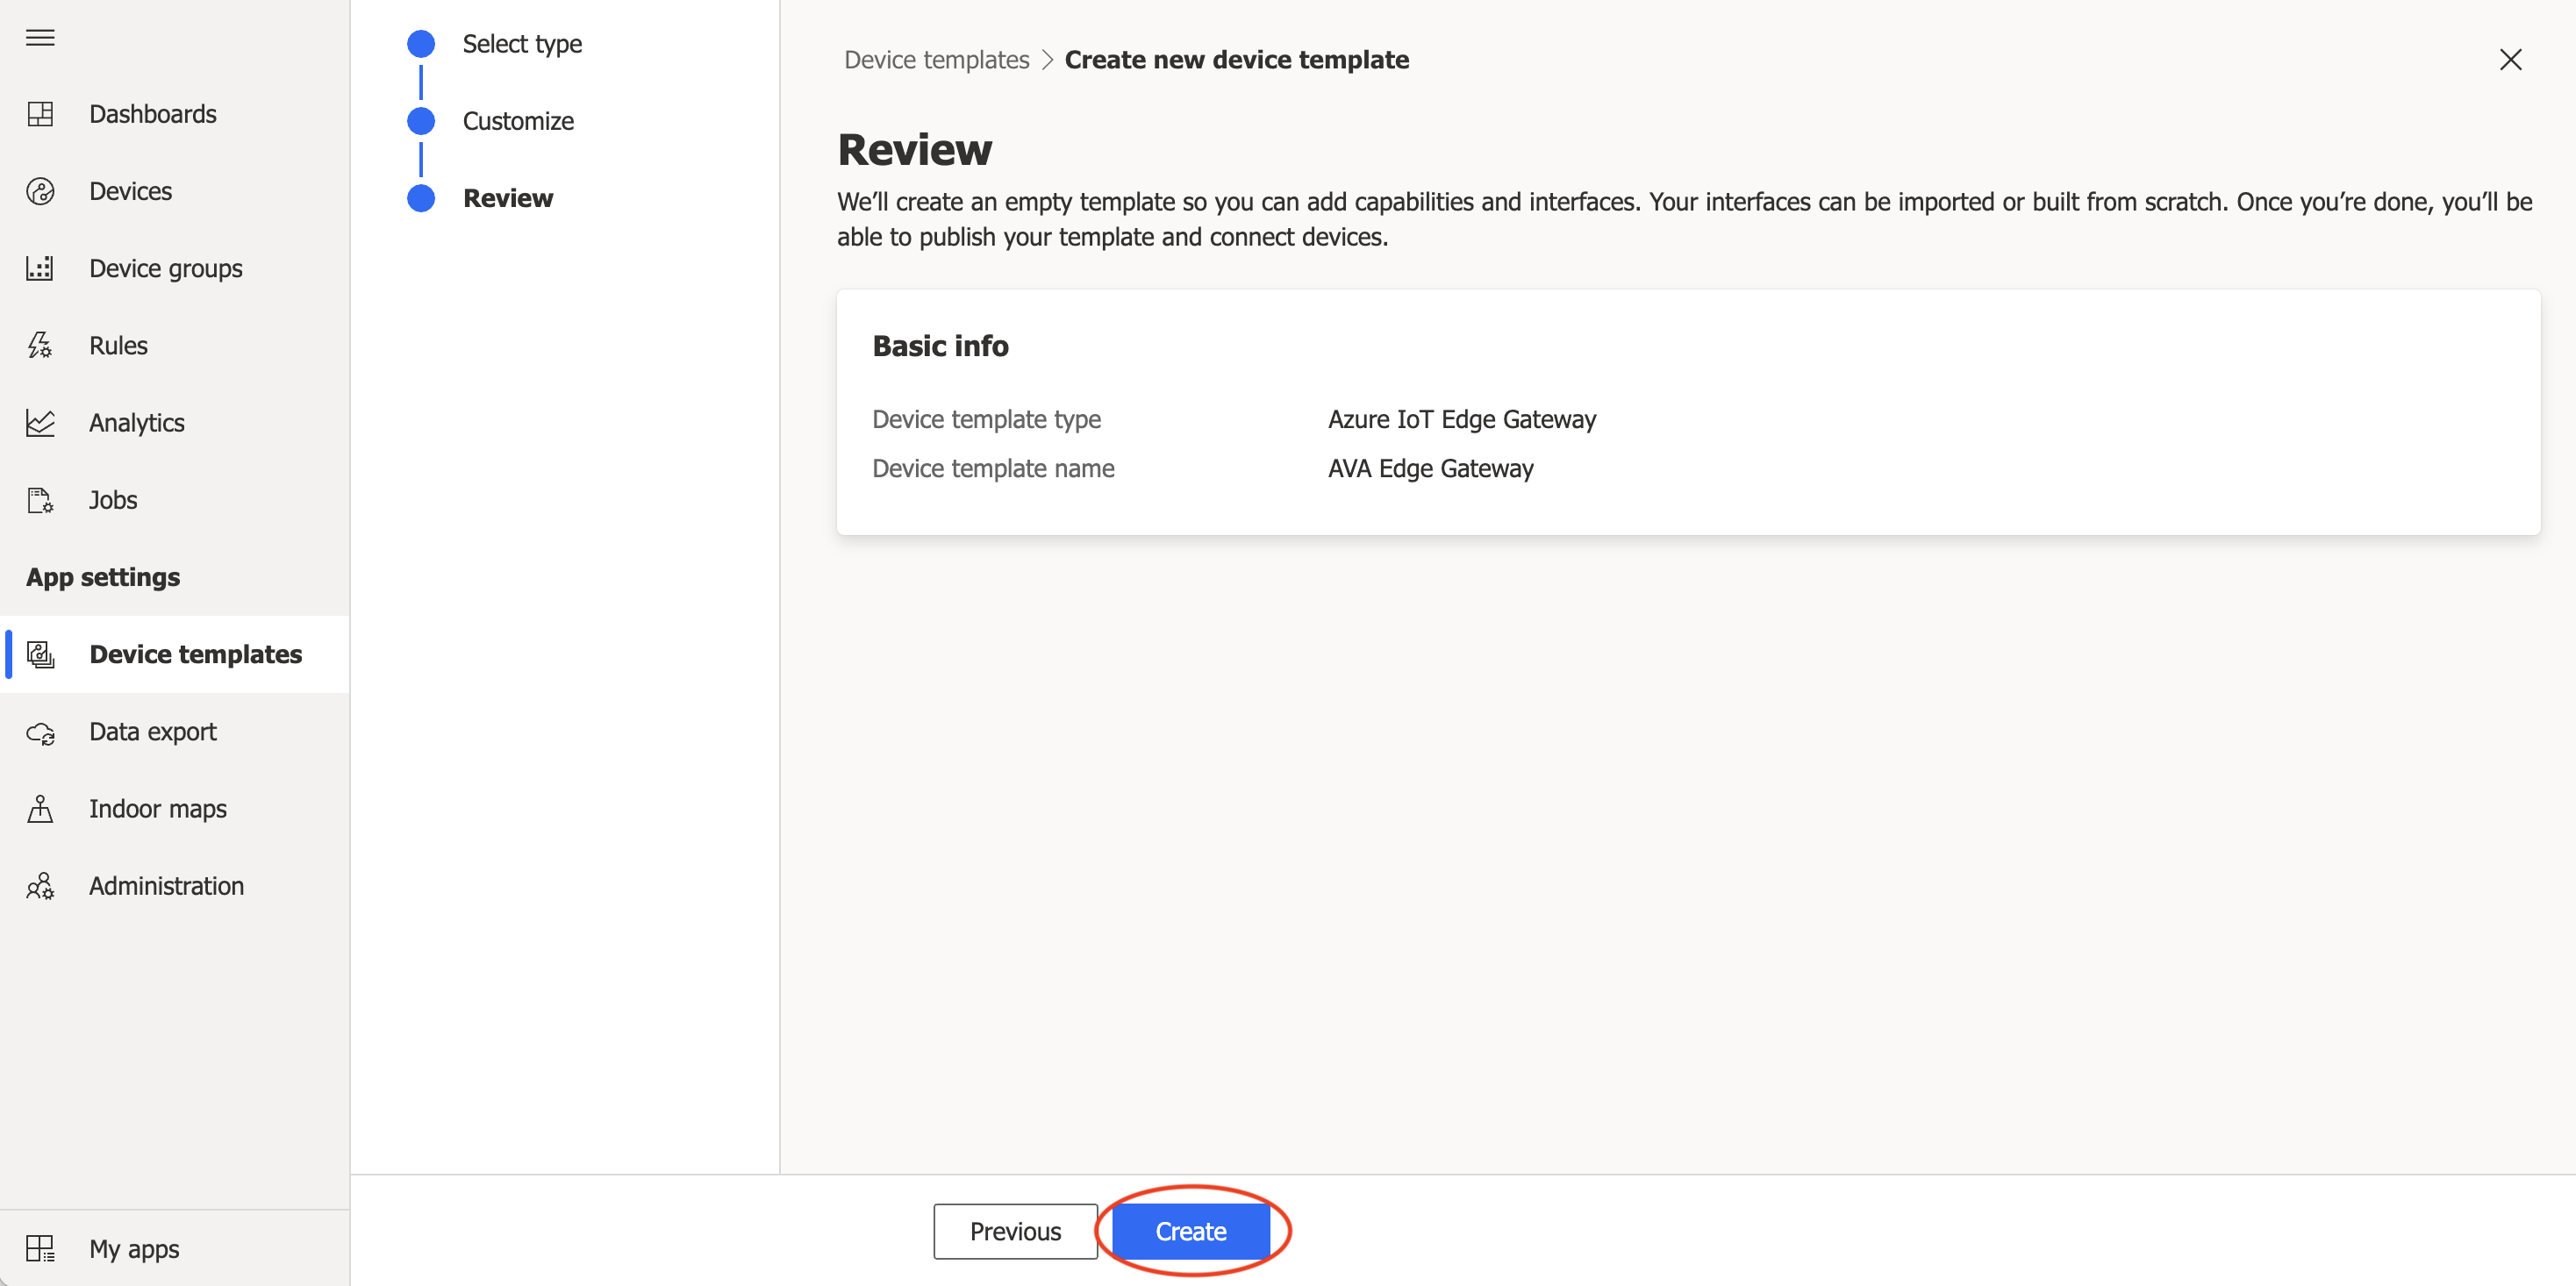 Dashboards
Devices
Device groups
Rules
Analytics
Jobs
App settings
Device templates
Data export
Indoor maps
Administration
My apps
Select type
Customize
Review
Device templates > Create new device template
Review
We’ll create an empty template so you can add capabilities and interfaces. Your interfaces can be imported or built from scratch. Once you’re done, you’ll be
able to publish your template and connect devices.
Basic info
Device template type Azure IoT Edge Gateway
Device template name AVA Edge Gateway
Previous Create